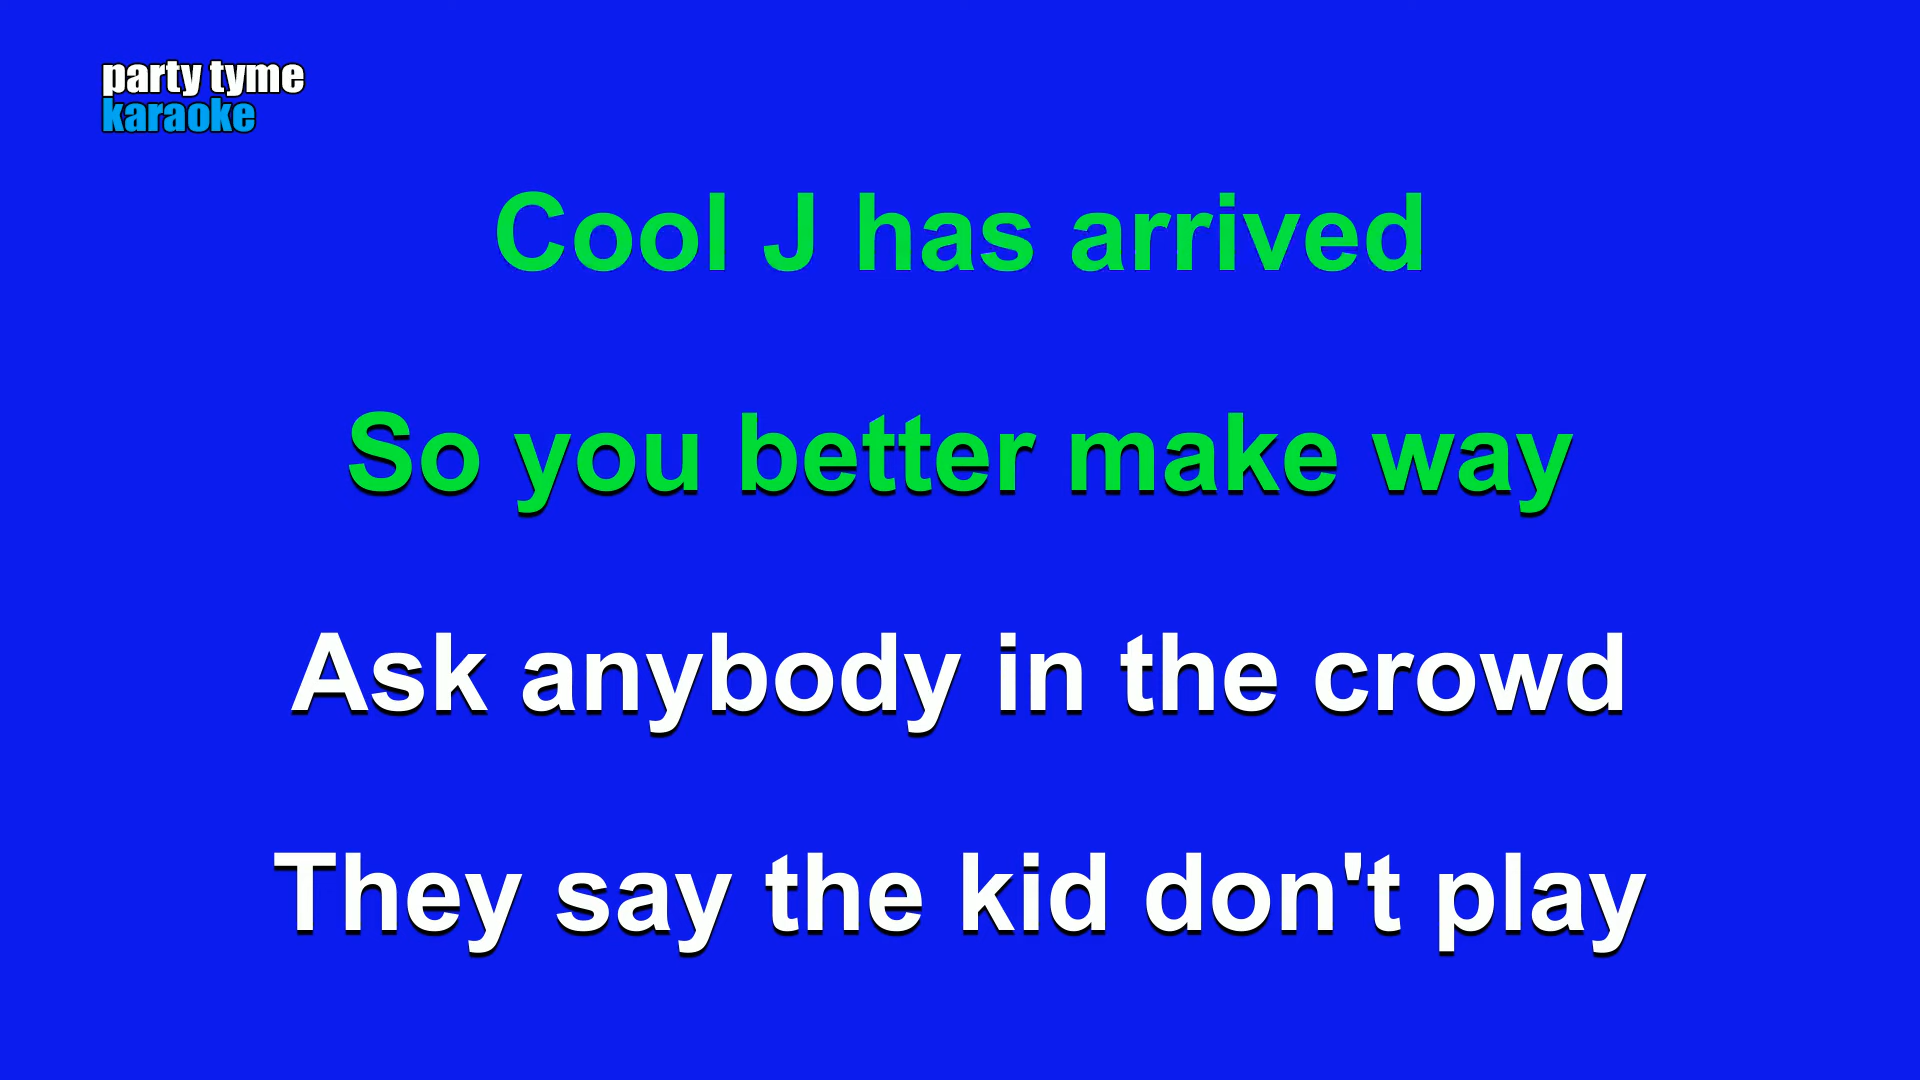 party tyme
karaoke
Cool J has arrived
So you better make way
Ask anybody in the crowd
They say the kid don't play